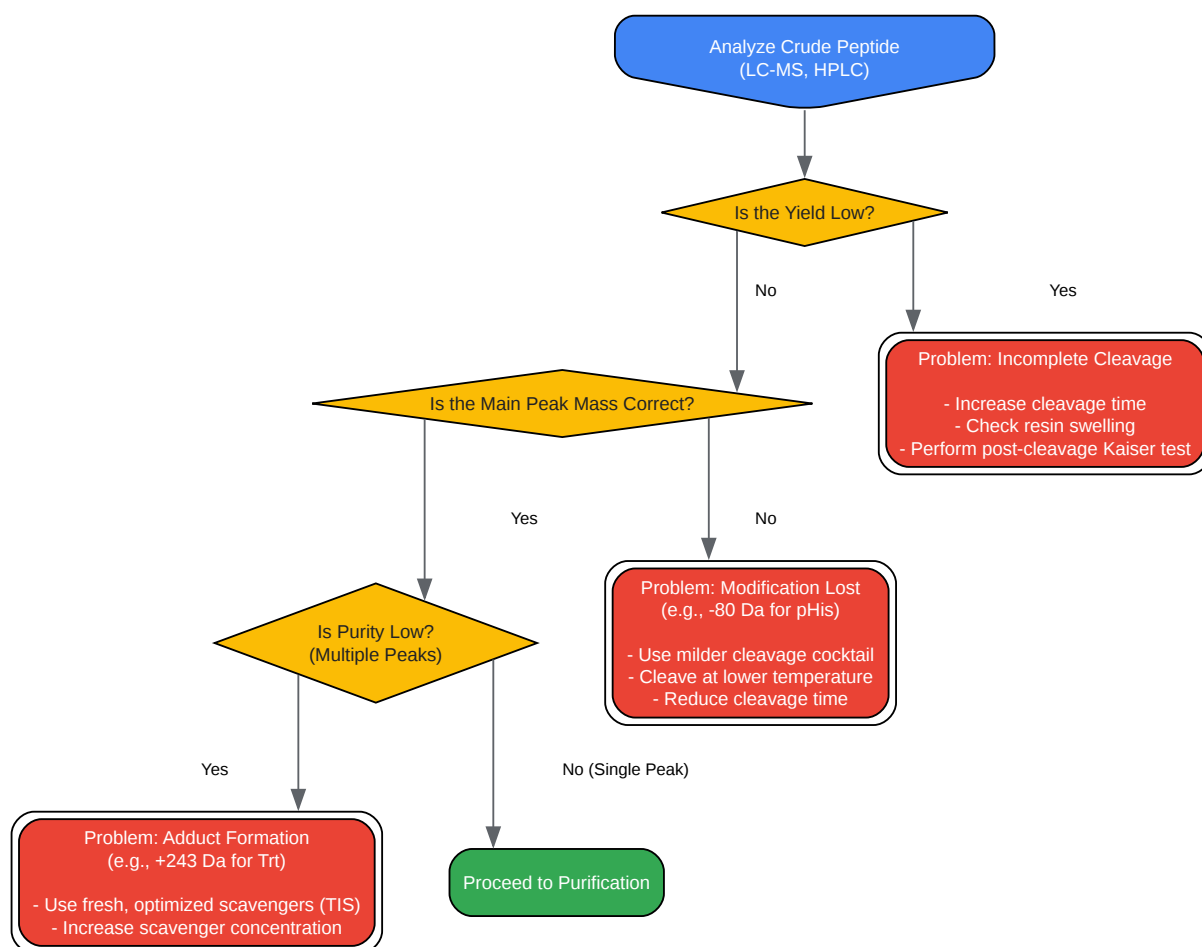 Analyze Crude Peptide
(LC-MS, HPLC)
Is the Yield Low?
No
Yes
Problem: Incomplete Cleavage
- Increase cleavage time
- Check resin swelling
- Perform post-cleavage Kaiser test
Is the Main Peak Mass Correct?
Yes
No
Problem: Modification Lost
(e.g., -80 Da for pHis)
- Use milder cleavage cocktail
- Cleave at lower temperature
- Reduce cleavage time
Is Purity Low?
(Multiple Peaks)
Yes
No (Single Peak)
Problem: Adduct Formation
(e.g., +243 Da for Trt)
- Use fresh, optimized scavengers (TIS)
- Increase scavenger concentration
Proceed to Purification